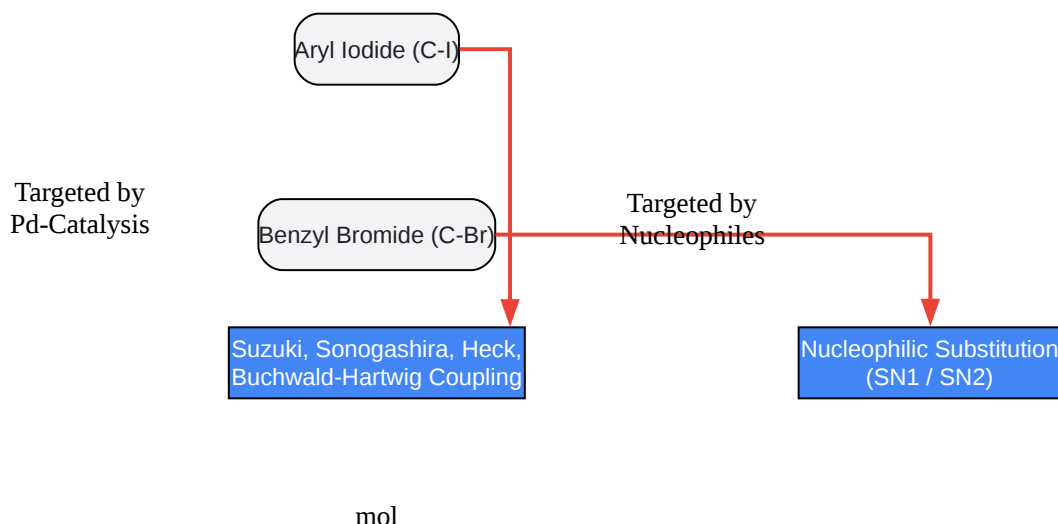 Aryl Iodide (C-I)
Targeted by
Pd-Catalysis
Benzyl Bromide (C-Br)
Targeted by
Nucleophiles
Suzuki, Sonogashira, Heck,
Buchwald-Hartwig Coupling
Nucleophilic Substitution
(SN1 / SN2)
mol